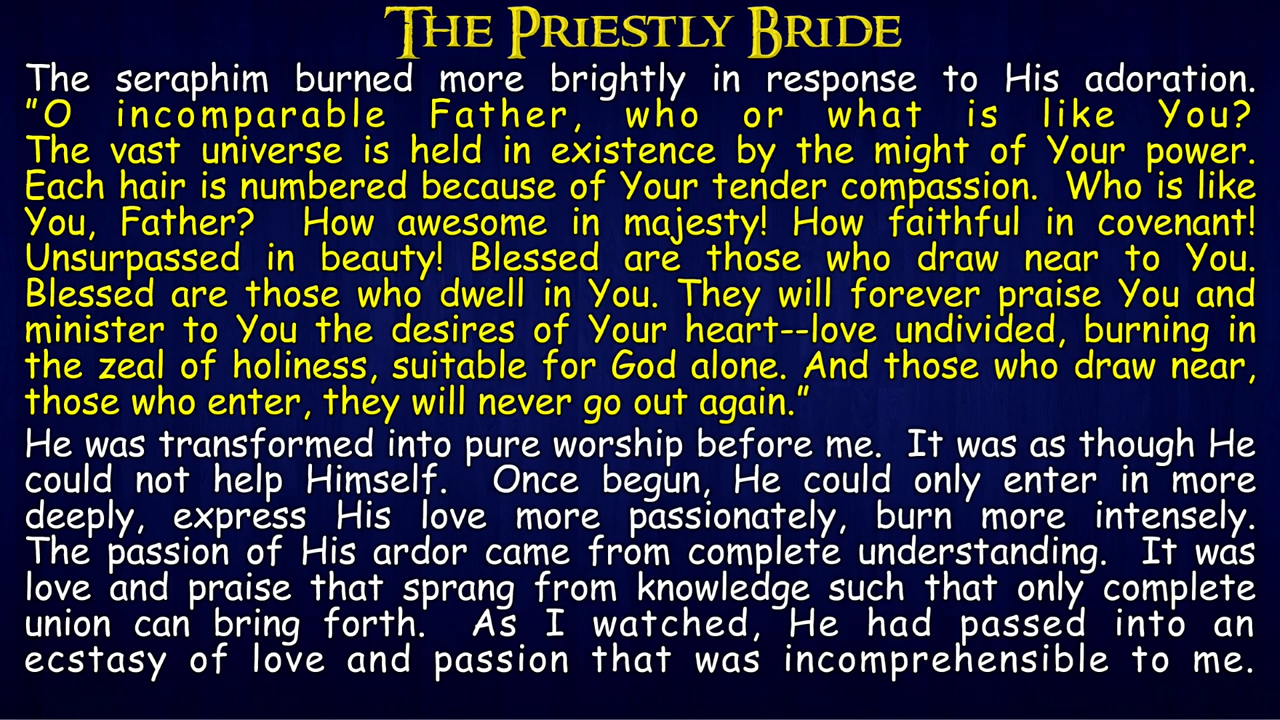 The Priestly Bride
The seraphim burned more brightly in response to His adoration.
"O incomparable Father, who or what is like You?
The vast universe is held in existence by the might of Your power.
Each hair is numbered because of Your tender compassion. Who is like
You, Father? How awesome in majesty! How faithful in covenant!
Unsurpassed in beauty! Blessed are those who draw near to You.
Blessed are those who dwell in You. They will forever praise You and
minister to You the desires of Your heart--love undivided, burning in
the zeal of holiness, suitable for God alone. And those who draw near,
those who enter, they will never go out again."
He was transformed into pure worship before me. It was as though He
could not help Himself. Once begun, He could only enter in more
deeply, express His love more passionately, burn more intensely.
The passion of His ardor came from complete understanding. It was
love and praise that sprang from knowledge such that only complete
union can bring forth. As I watched, He had passed into an
ecstasy of love and passion that was incomprehensible to me.